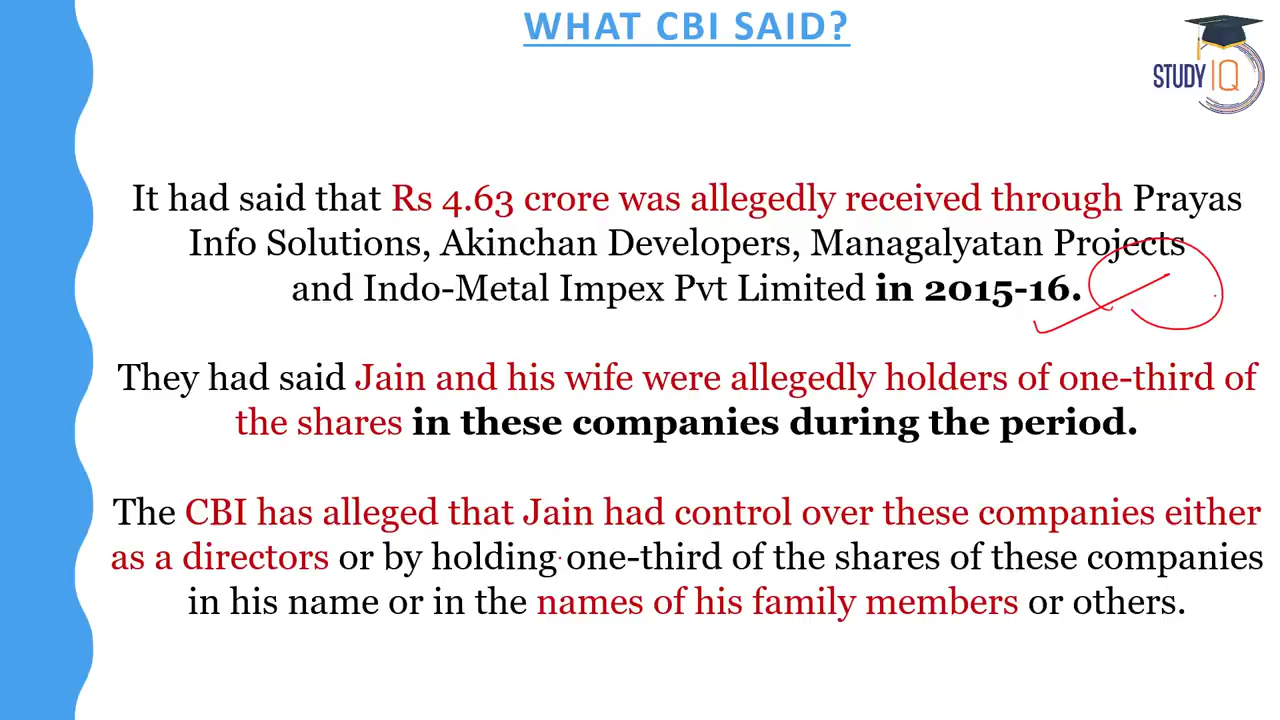 WHAT CBI SAID?
STUDY IQ
It had said that Rs 4.63 crore was allegedly received through Prayas
Info Solutions, Akinchan Developers, Managalyatan Projects
and Indo-Metal Impex Pvt Limited in 2015-16.
They had said Jain and his wife were allegedly holders of one-third of
the shares in these companies during the period.
The CBI has alleged that Jain had control over these companies either
as a directors or by holding one-third of the shares of these companies
in his name or in the names of his family members or others.